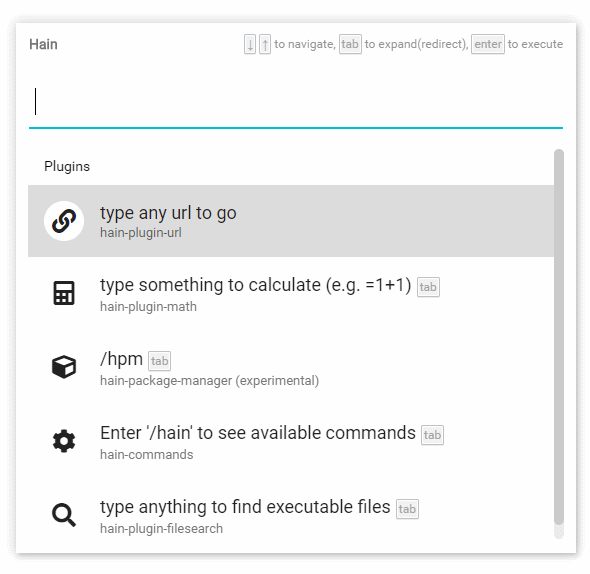 Hain ↓ ↑ to navigate, tab to expand(redirect), enter to execute
Plugins
type any url to go
hain-plugin-url
type something to calculate (e.g. =1+1) tab
hain-plugin-math
/hpm tab
hain-package-manager (experimental)
Enter '/hain' to see available commands tab
hain-commands
type anything to find executable files tab
hain-plugin-filesearch